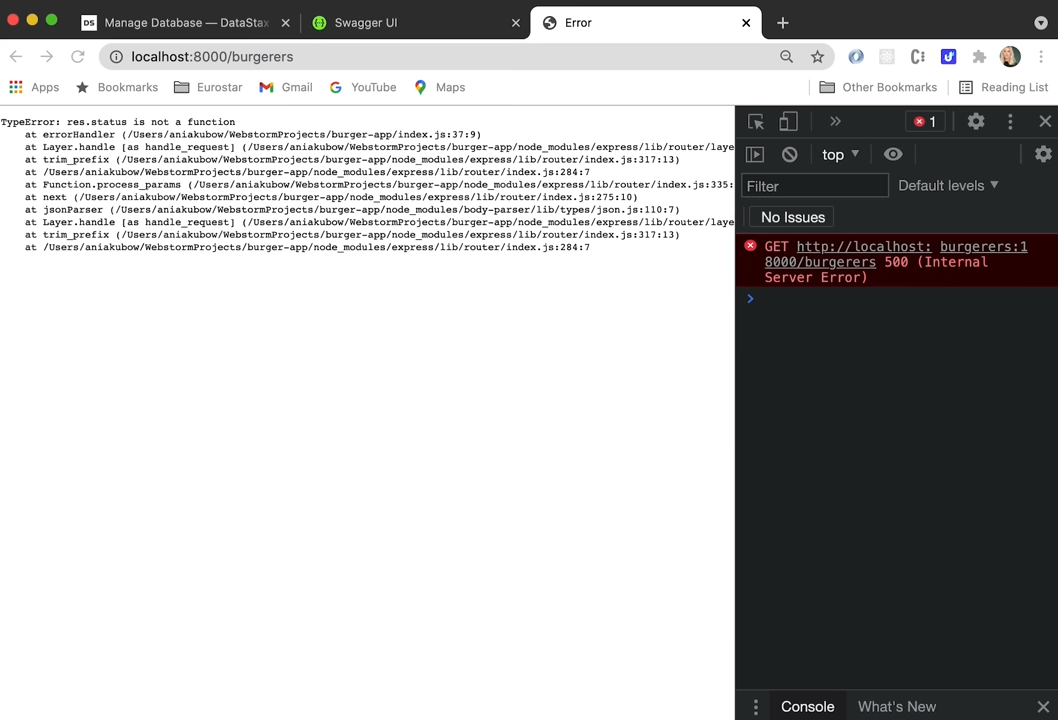 DS Manage Database — DataStax
Swagger UI
Error
localhost:8000/burgerers
Apps
Bookmarks
Eurostar
Gmail
YouTube
Maps
Other Bookmarks
Reading List
TypeError: res.status is not a function
at errorHandler (/Users/aniakubow/WebstormProjects/burger-app/index.js:37:9)
at Layer.handle [as handle_request] (/Users/aniakubow/WebstormProjects/burger-app/node_modules/express/lib/router/laye
at trim_prefix (/Users/aniakubow/WebstormProjects/burger-app/node_modules/express/lib/router/index.js:317:13)
at /Users/aniakubow/WebstormProjects/burger-app/node_modules/express/lib/router/index.js:284:7
at Function.process_params (/Users/aniakubow/WebstormProjects/burger-app/node_modules/express/lib/router/index.js:335:
at next (/Users/aniakubow/WebstormProjects/burger-app/node_modules/express/lib/router/index.js:275:10)
at jsonParser (/Users/aniakubow/WebstormProjects/burger-app/node_modules/body-parser/lib/types/json.js:110:7)
at Layer.handle [as handle_request] (/Users/aniakubow/WebstormProjects/burger-app/node_modules/express/lib/router/laye
at trim_prefix (/Users/aniakubow/WebstormProjects/burger-app/node_modules/express/lib/router/index.js:317:13)
at /Users/aniakubow/WebstormProjects/burger-app/node_modules/express/lib/router/index.js:284:7
1
top
Filter
Default levels
No Issues
GET http://localhost: burgerers:1
8000/burgerers 500 (Internal
Server Error)
Console
What's New